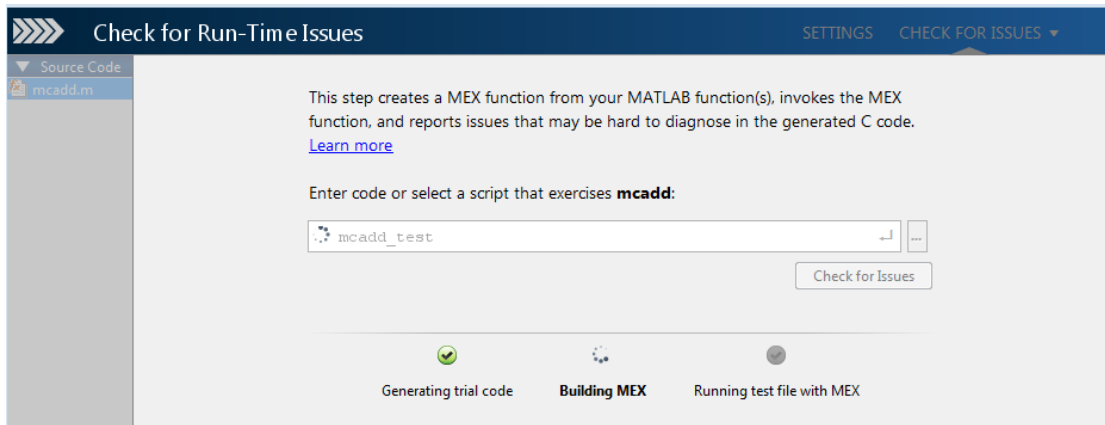 Check for Run-Time Issues
SETTINGS
CHECK FOR ISSUES
Source Code
mcadd.m
This step creates a MEX function from your MATLAB function(s), invokes the MEX
function, and reports issues that may be hard to diagnose in the generated C code.
Learn more
Enter code or select a script that exercises mcadd:
mcadd_test
...
Check for Issues
Generating trial code
Building MEX
Running test file with MEX